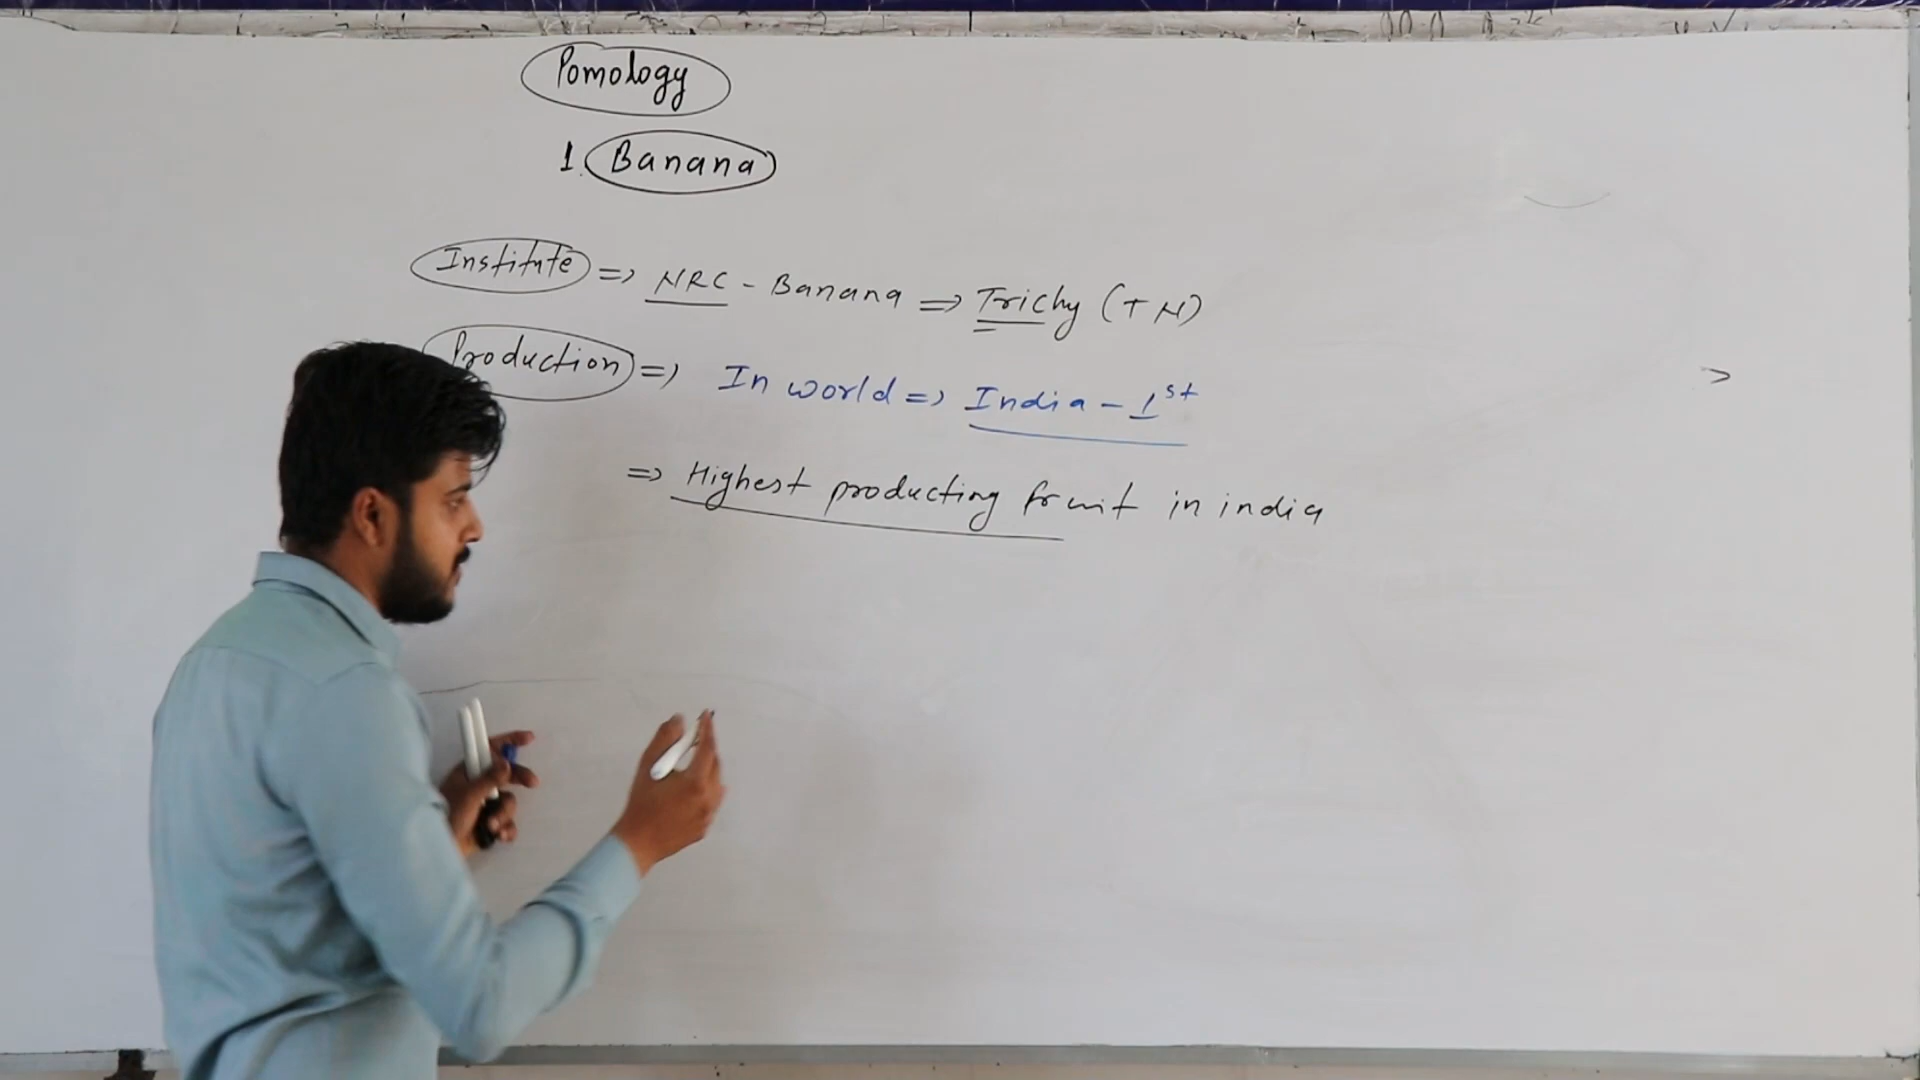 Pomology
1. Banana
Institute => NRC - Banana => Trichy (TN)
Production => In world => India - 1st
=> Highest producting fruit in india